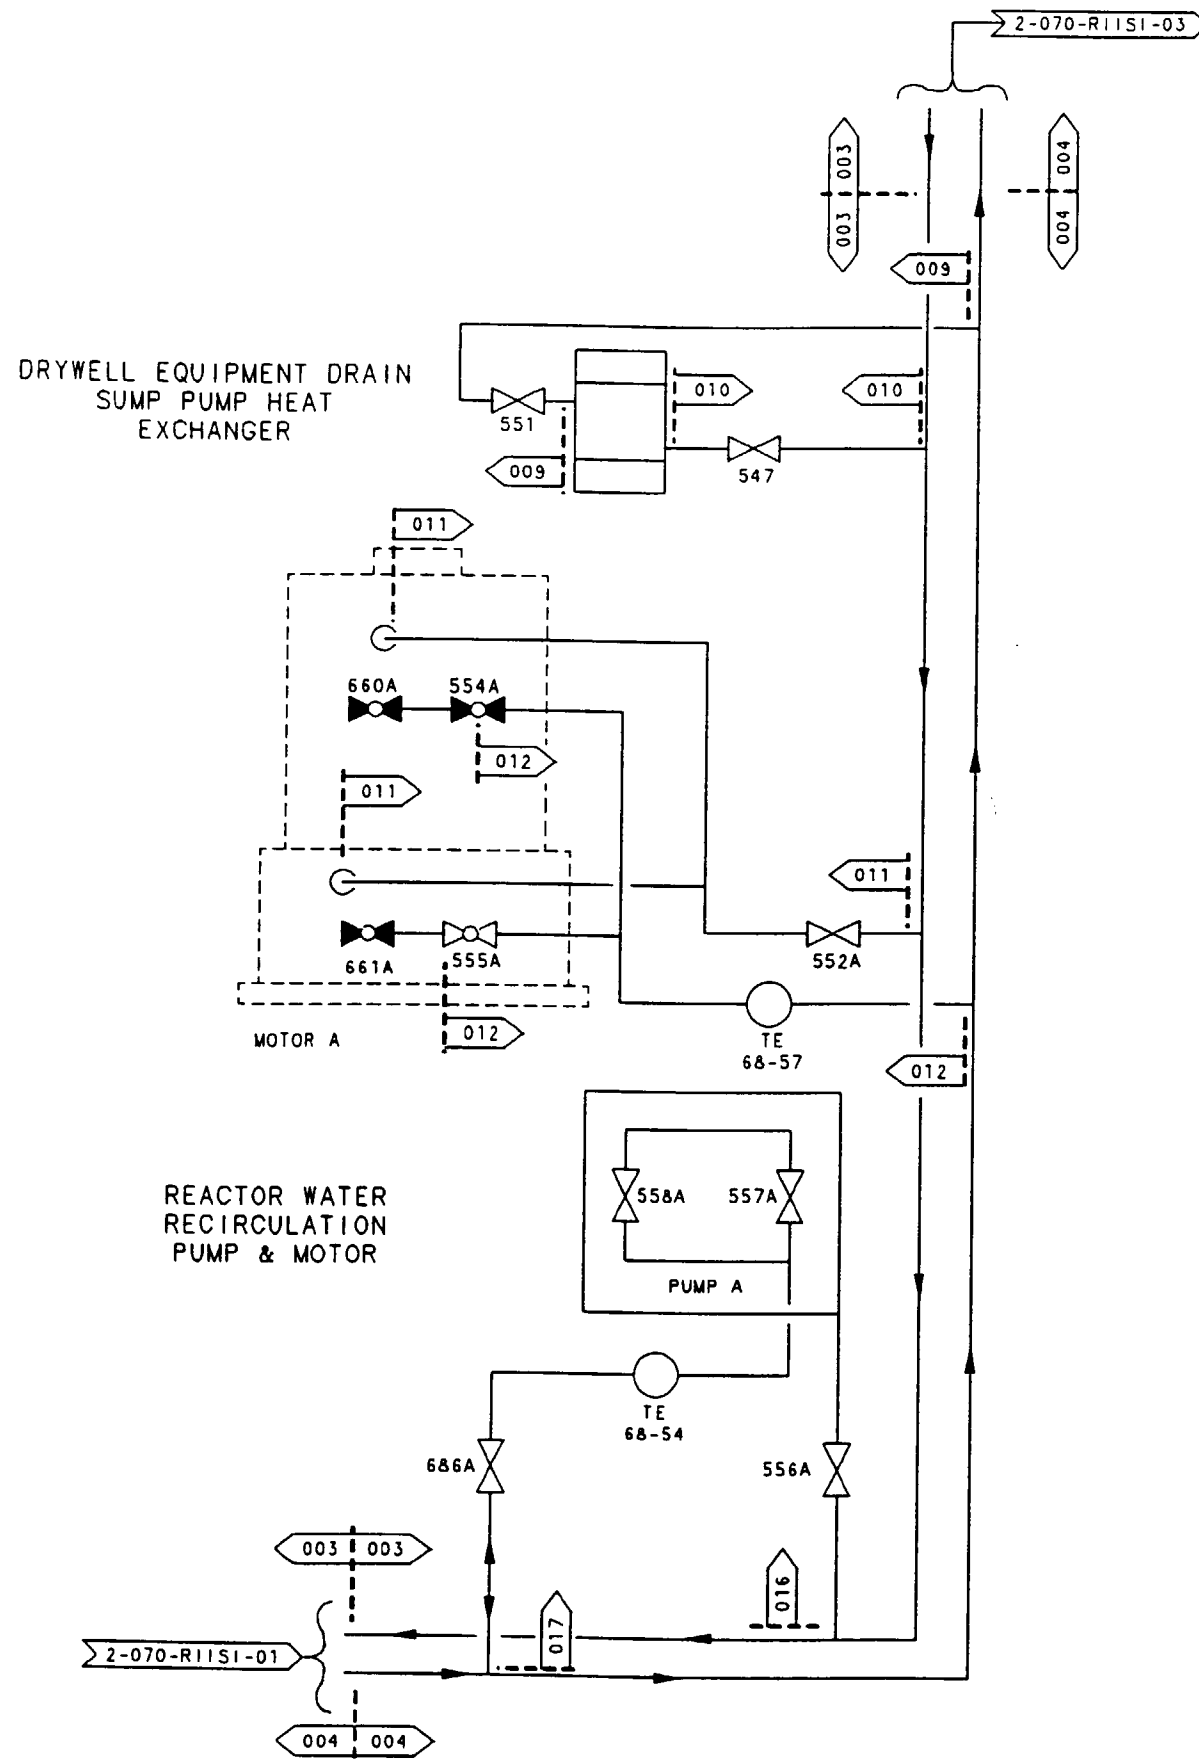 2-070-R11S1-03
003
003
004
004
009
DRYWELL EQUIPMENT DRAIN
SUMP PUMP HEAT
EXCHANGER
551
010
010
009
547
011
660A
554A
012
011
011
661A
555A
552A
MOTOR A
012
TE
68-57
012
REACTOR WATER
RECIRCULATION
PUMP & MOTOR
558A
557A
PUMP A
TE
68-54
686A
556A
003
003
017
016
2-070-R11S1-01
004
004